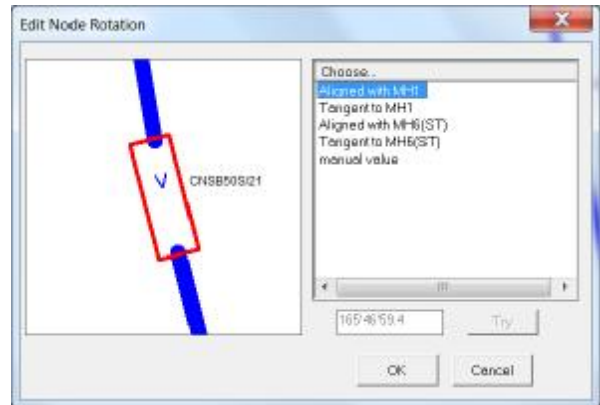 Edit Node Rotation
Choose..
Aligned with MH1
Tangent to MH1
Aligned with MH6(ST)
Tangent to MH6(ST)
manual value
V
CNSB50SI21
165°46'59.4
Try
OK
Cancel